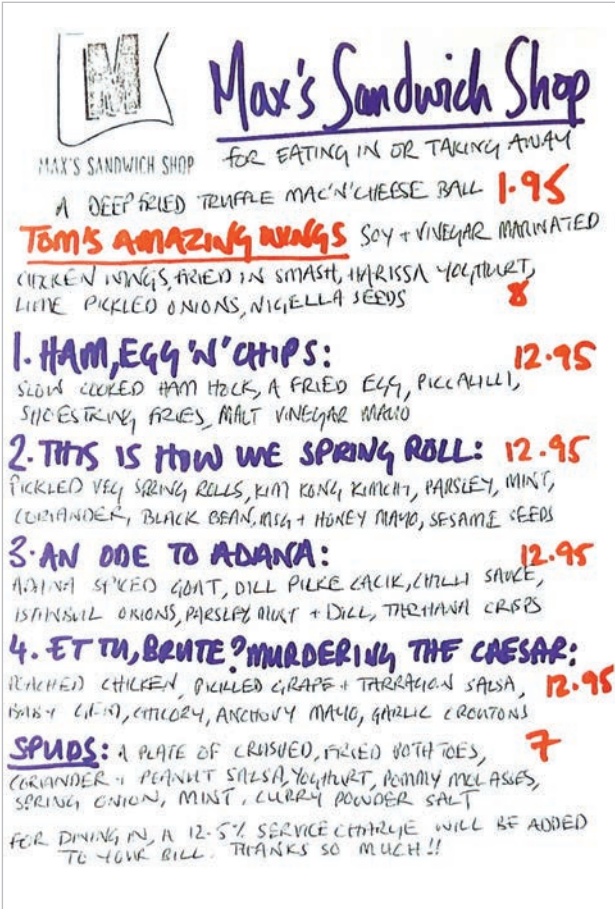 M
MAX'S SANDWICH SHOP
Max's Sandwich Shop
FOR EATING IN OR TAKING AWAY
A DEEP FRIED TRUFFLE MAC'N'CHEESE BALL 1.95
TOM'S AMAZING WINGS SOY + VINEGAR MARINATED
CHICKEN WINGS, FRIED IN SMASH, HARISSA YOGHURT,
LIME PICKLED ONIONS, NIGELLA SEEDS 8
1. HAM, EGG 'N' CHIPS: 12.95
SLOW COOKED HAM HOCK, A FRIED EGG, PICCALILLI,
SHOESTRING FRIES, MALT VINEGAR MAYO
2. THIS IS HOW WE SPRING ROLL: 12.95
PICKLED VEG SPRING ROLLS, KIM KONG KIMCHI, PARSLEY, MINT,
CORIANDER, BLACK BEAN, MSG + HONEY MAYO, SESAME SEEDS
3. AN ODE TO ADANA: 12.95
ADANA SPICED GOAT, DILL PILKE CACIK, CHILLI SAUCE,
ISTANBUL ONIONS, PARSLEY MINT + DILL, TARHANA CRISPS
4. ET TU, BRUTE? MURDERING THE CAESAR:
POACHED CHICKEN, PICKLED GRAPE + TARRAGON SALSA, 12.95
BABY GEM, CHICORY, ANCHOVY MAYO, GARLIC CROUTONS
SPUDS: A PLATE OF CRUSHED, FRIED POTATOES, 7
CORIANDER + PEANUT SALSA, YOGHURT, POMMY MOLASSES,
SPRING ONION, MINT, CURRY POWDER SALT
FOR DINING IN, A 12.5% SERVICE CHARGE WILL BE ADDED
TO YOUR BILL. THANKS SO MUCH!!